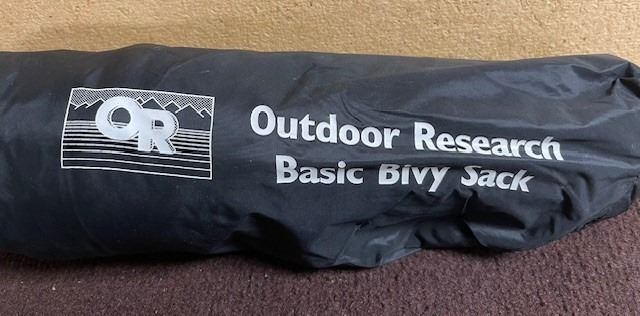 OR
Outdoor Research
Basic Bivy Sack